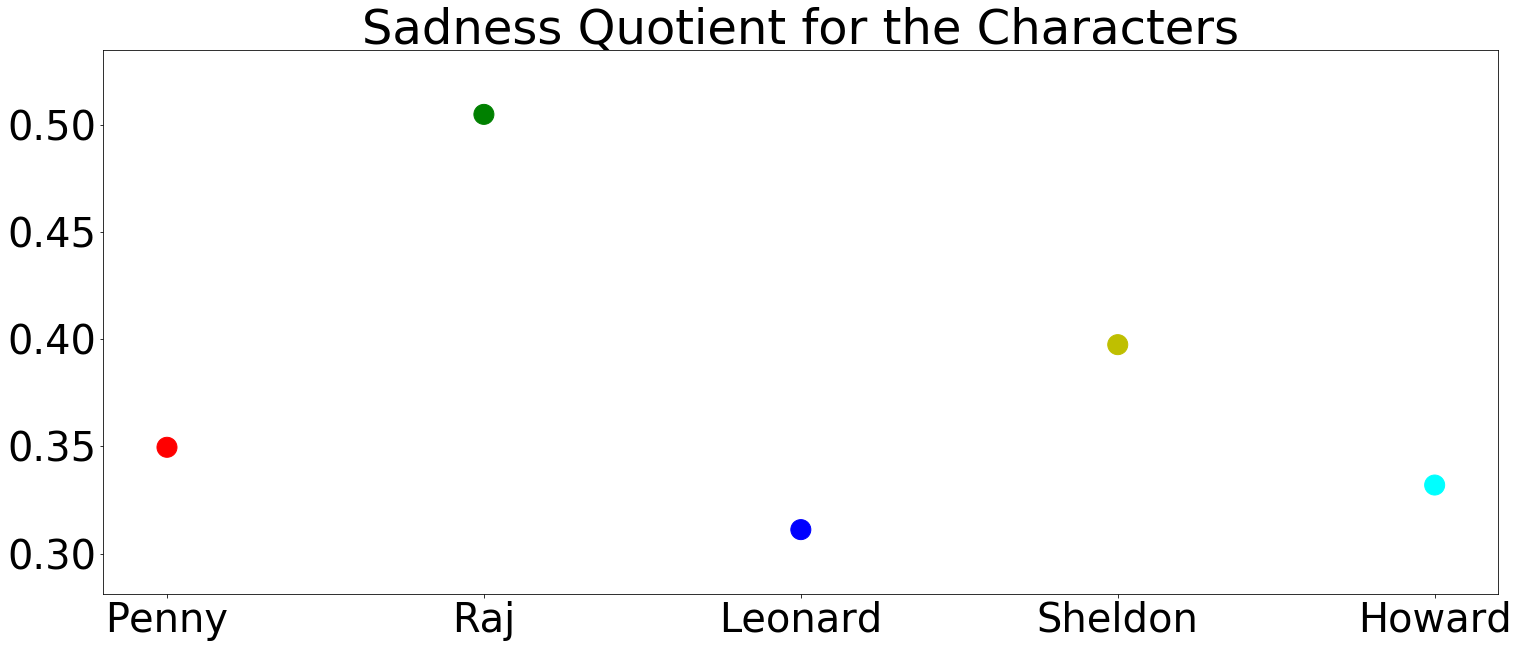 Sadness Quotient for the Characters
0.50
0.45
0.40
0.35
0.30
Penny Raj Leonard Sheldon Howard